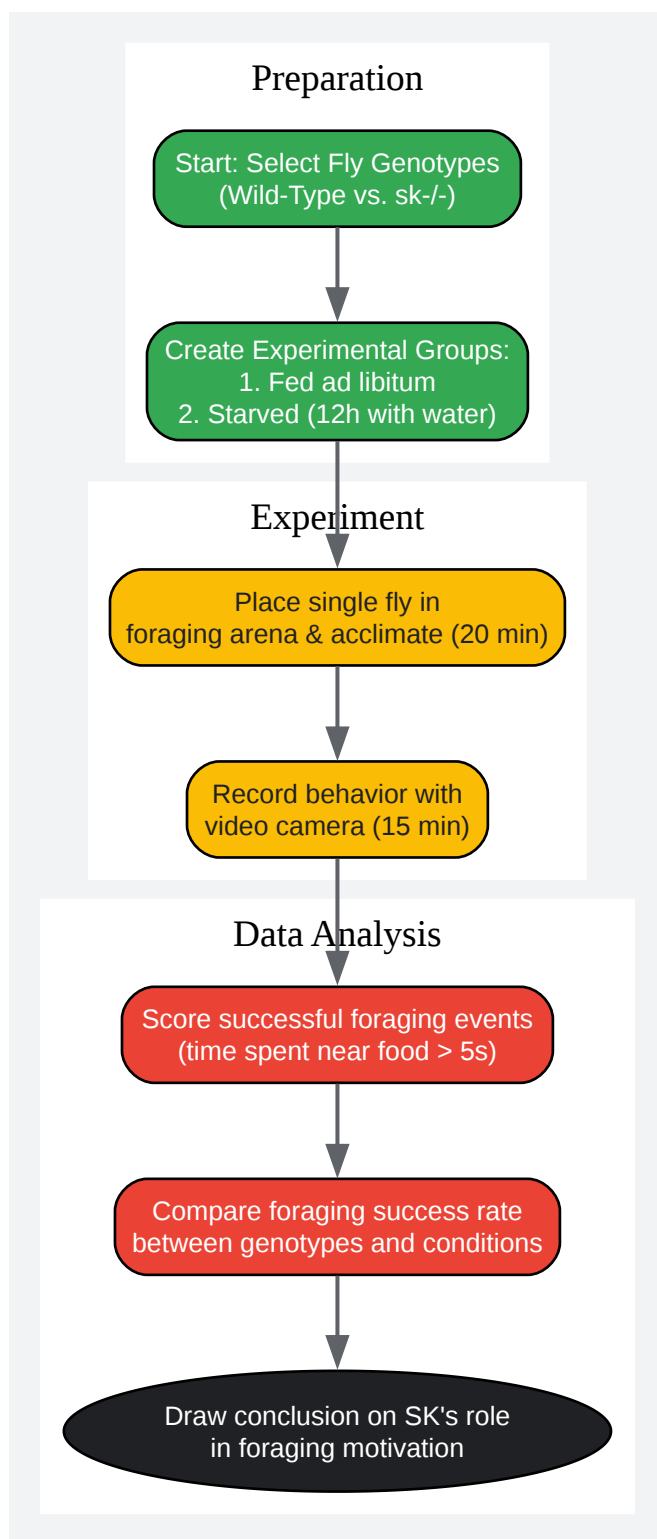 Preparation
Start: Select Fly Genotypes
(Wild-Type vs. sk-/-)
Create Experimental Groups:
1. Fed ad libitum
2. Starved (12h with water)
Experiment
Place single fly in
foraging arena & acclimate (20 min)
Record behavior with
video camera (15 min)
Data Analysis
Score successful foraging events
(time spent near food > 5s)
Compare foraging success rate
between genotypes and conditions
Draw conclusion on SK's role
in foraging motivation